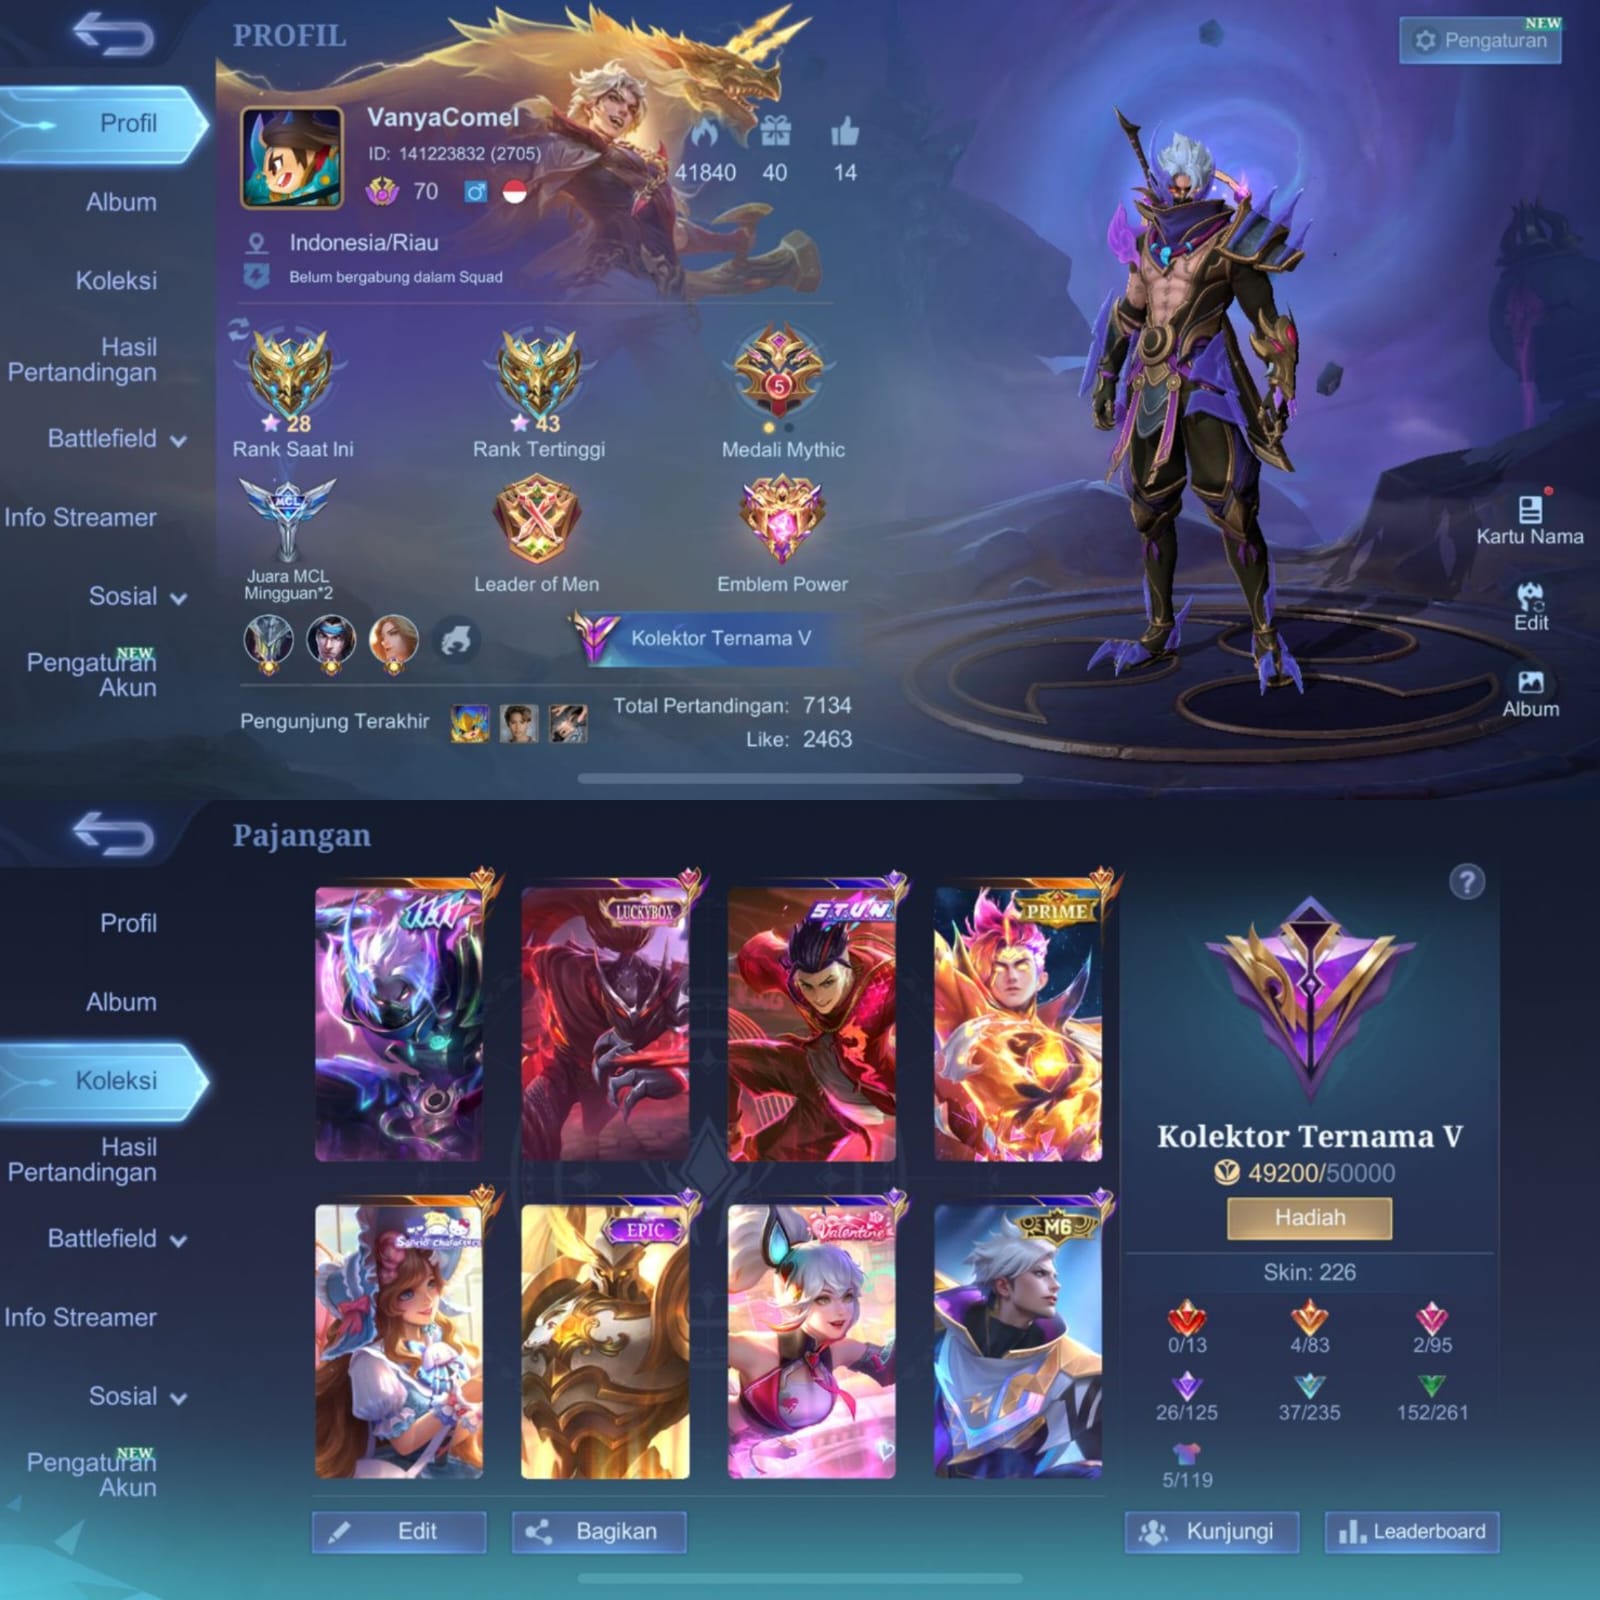 PROFIL
NEW
Pengaturan
Profil
VanyaComel
ID: 141223832 (2705)
70
41840
40
14
Album
Indonesia/Riau
Koleksi
Belum bergabung dalam Squad
Hasil
Pertandingan
28
43
5
Rank Saat Ini
Rank Tertinggi
Medali Mythic
Battlefield
MCL
Info Streamer
Kartu Nama
Juara MCL
Mingguan*2
Leader of Men
Emblem Power
Sosial
Edit
Kolektor Ternama V
NEW
Pengaturan
Akun
Pengunjung Terakhir
Total Pertandingan: 7134
Album
Like: 2463
Pajangan
Profil
11.11
LUCKYBOX
S.T.U.N.
PRIME
Album
Koleksi
Kolektor Ternama V
Hasil
Pertandingan
49200/50000
Hadiah
Battlefield
Sanrio Characters
EPIC
Valentine
M6
Skin: 226
Info Streamer
0/13
4/83
2/95
Sosial
26/125
37/235
152/261
NEW
Pengaturan
Akun
5/119
Edit
Bagikan
Kunjungi
Leaderboard